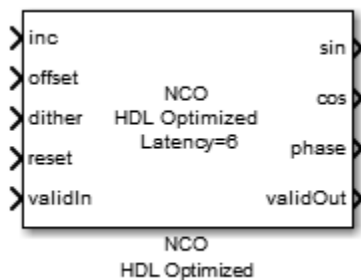 inc
offset
dither
reset
validIn
NCO
HDL Optimized
Latency=6
sin
cos
phase
validOut
NCO
HDL Optimized